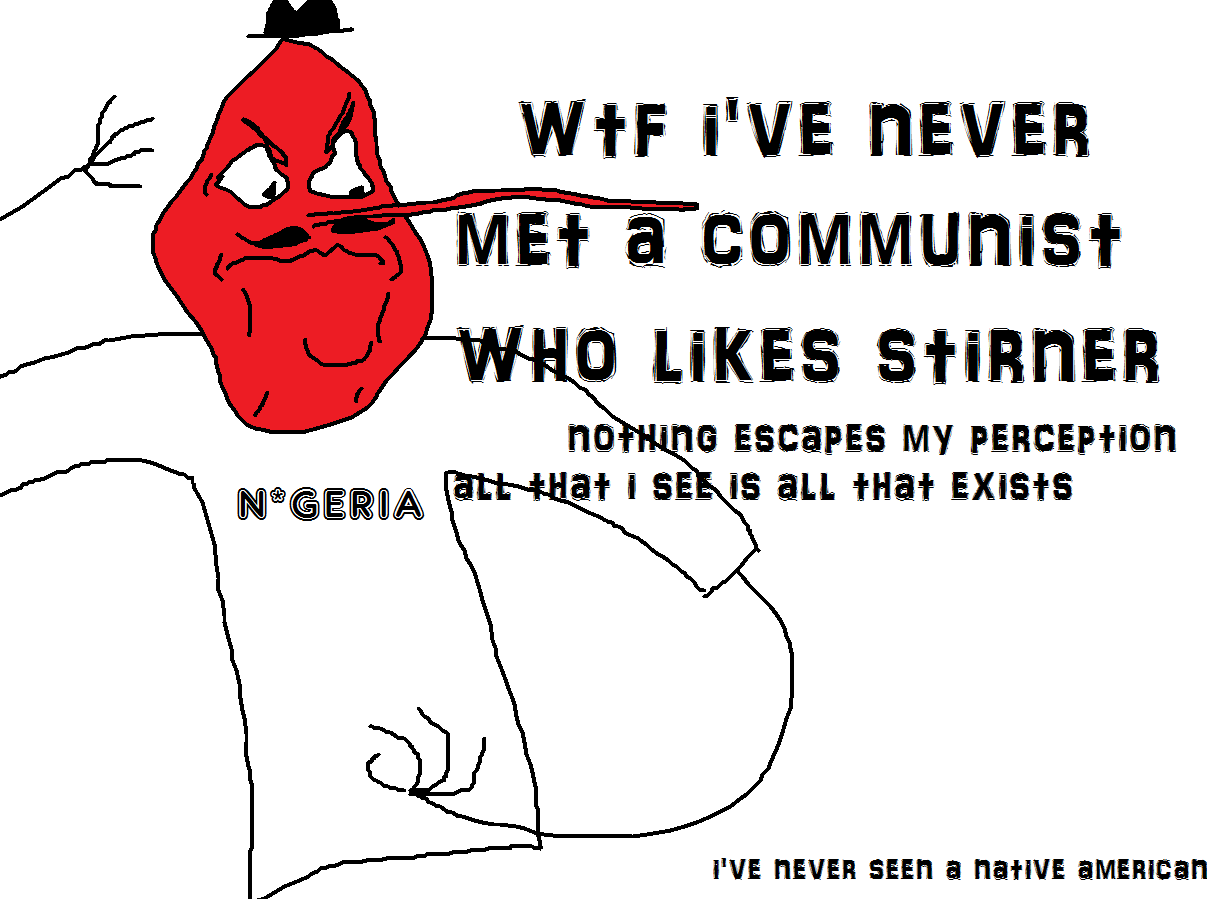 WtF i'VE nEVER
MEt a COMMUniSt
WHO LiKES StiRnER
nOtHinG ESCaPES MY PERCEPtiOn
aLL tHat i SEE iS aLL tHat EXiStS
N*GERIA
i'VE nEVER SEEn a natiVE aMERiCan